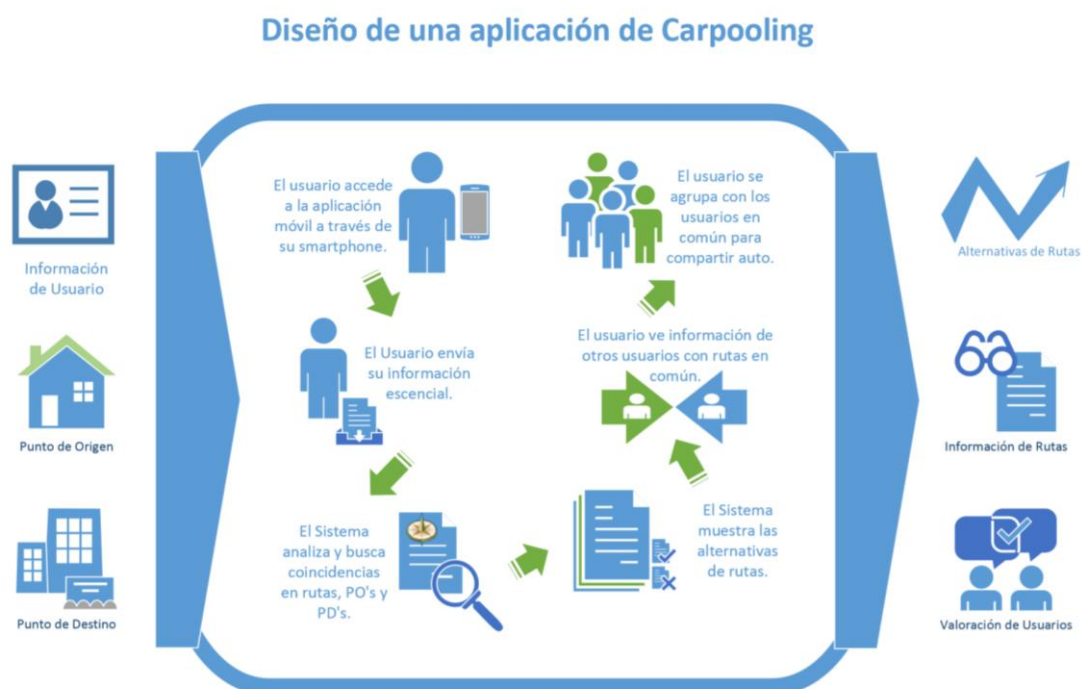 Diseño de una aplicación de Carpooling
Información
de Usuario
Punto de Origen
Punto de Destino
El usuario accede
a la aplicación
móvil a través de
su smartphone.
El Usuario envía
su información
escencial.
El Sistema
analiza y busca
coincidencias
en rutas, PO's y
PD's.
El Sistema
muestra las
alternativas
de rutas.
El usuario ve información de
otros usuarios con rutas en
común.
El usuario se
agrupa con los
usuarios en
común para
compartir auto.
Alternativas de Rutas
Información de Rutas
Valoración de Usuarios